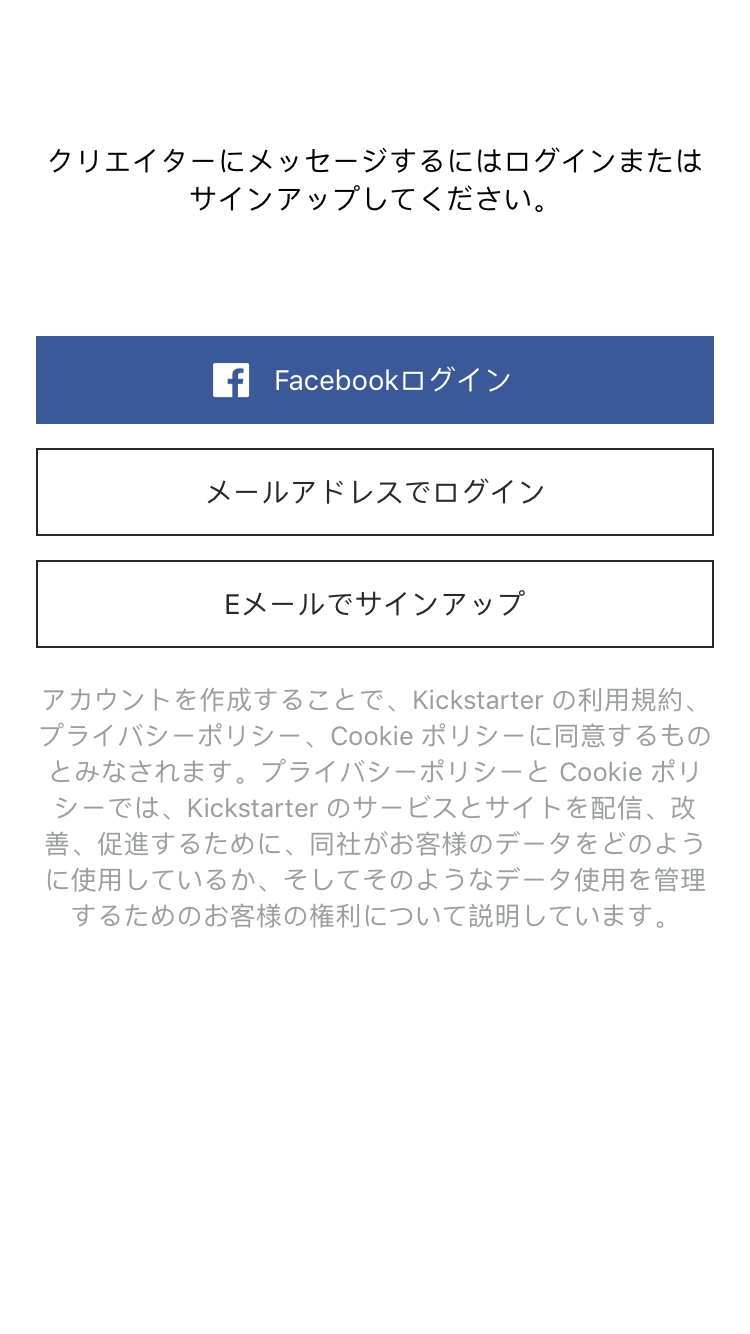 クリエイターにメッセージするにはログインまたは
サインアップしてください。
Facebookログイン
メールアドレスでログイン
Eメールでサインアップ
アカウントを作成することで、Kickstarter の利用規約、
プライバシーポリシー、Cookie ポリシーに同意するもの
とみなされます。プライバシーポリシーと Cookie ポリ
シーでは、Kickstarter のサービスとサイトを配信、改
善、促進するために、同社がお客様のデータをどのよう
に使用しているか、そしてそのようなデータ使用を管理
するためのお客様の権利について説明しています。